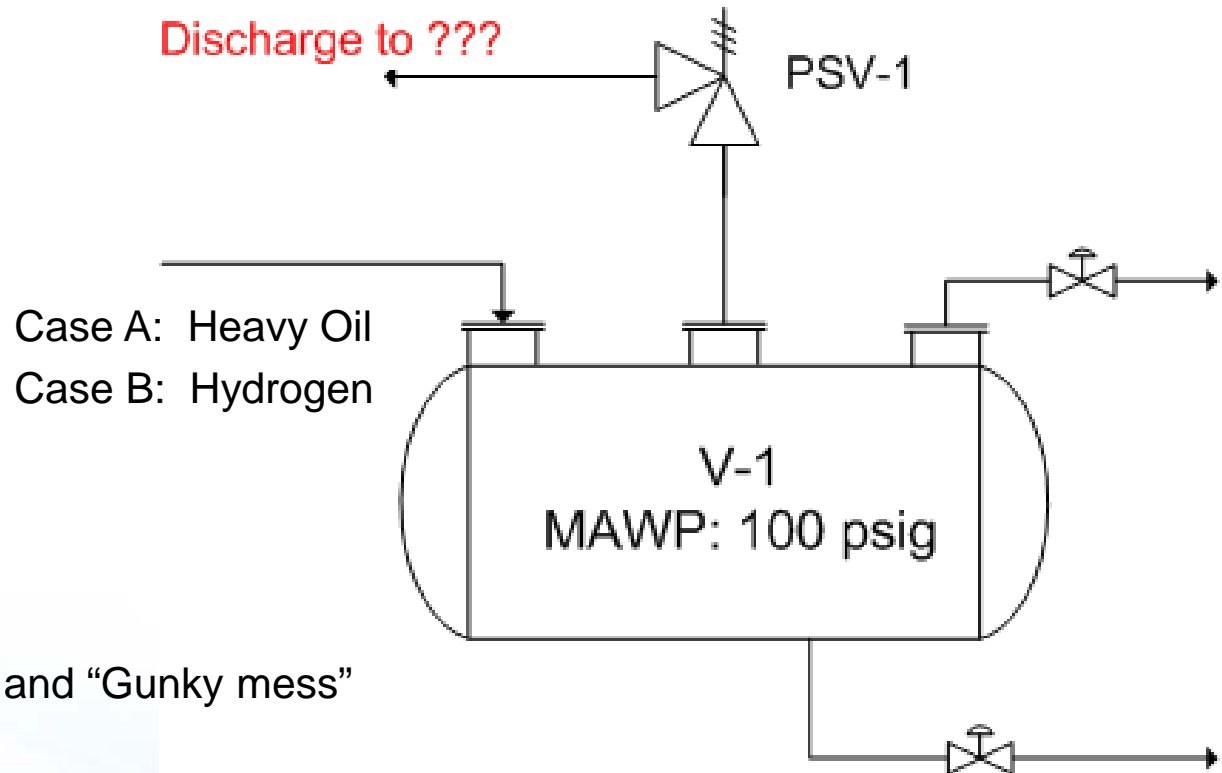 Discharge to ???
PSV-1
Case A: Heavy Oil
Case B: Hydrogen
V-1
MAWP: 100 psig
and “Gunky mess”